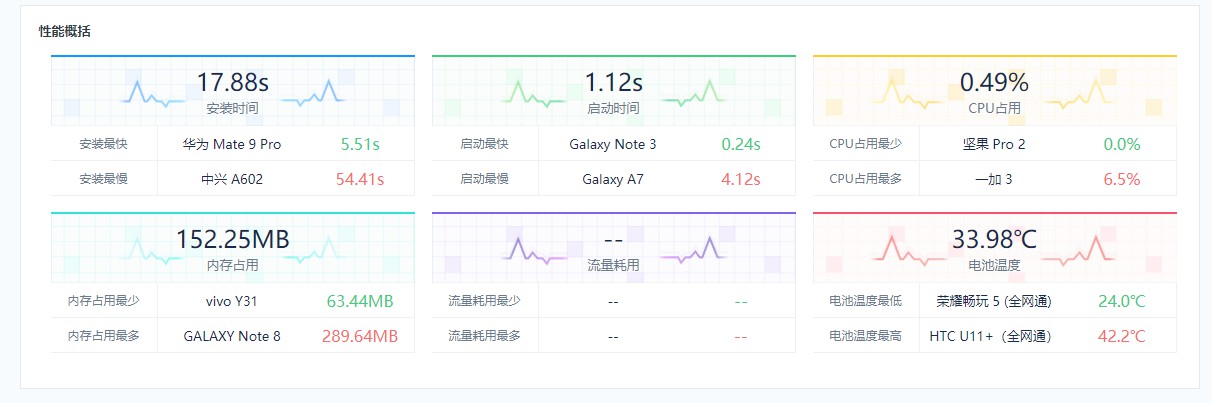 性能概括
17.88s
安装时间
安装最快 华为 Mate 9 Pro 5.51s
安装最慢 中兴 A602 54.41s
1.12s
启动时间
启动最快 Galaxy Note 3 0.24s
启动最慢 Galaxy A7 4.12s
0.49%
CPU占用
CPU占用最少 坚果 Pro 2 0.0%
CPU占用最多 一加 3 6.5%
152.25MB
内存占用
内存占用最少 vivo Y31 63.44MB
内存占用最多 GALAXY Note 8 289.64MB
--
流量耗用
流量耗用最少 -- --
流量耗用最多 -- --
33.98℃
电池温度
电池温度最低 荣耀畅玩 5 (全网通) 24.0℃
电池温度最高 HTC U11+（全网通） 42.2℃